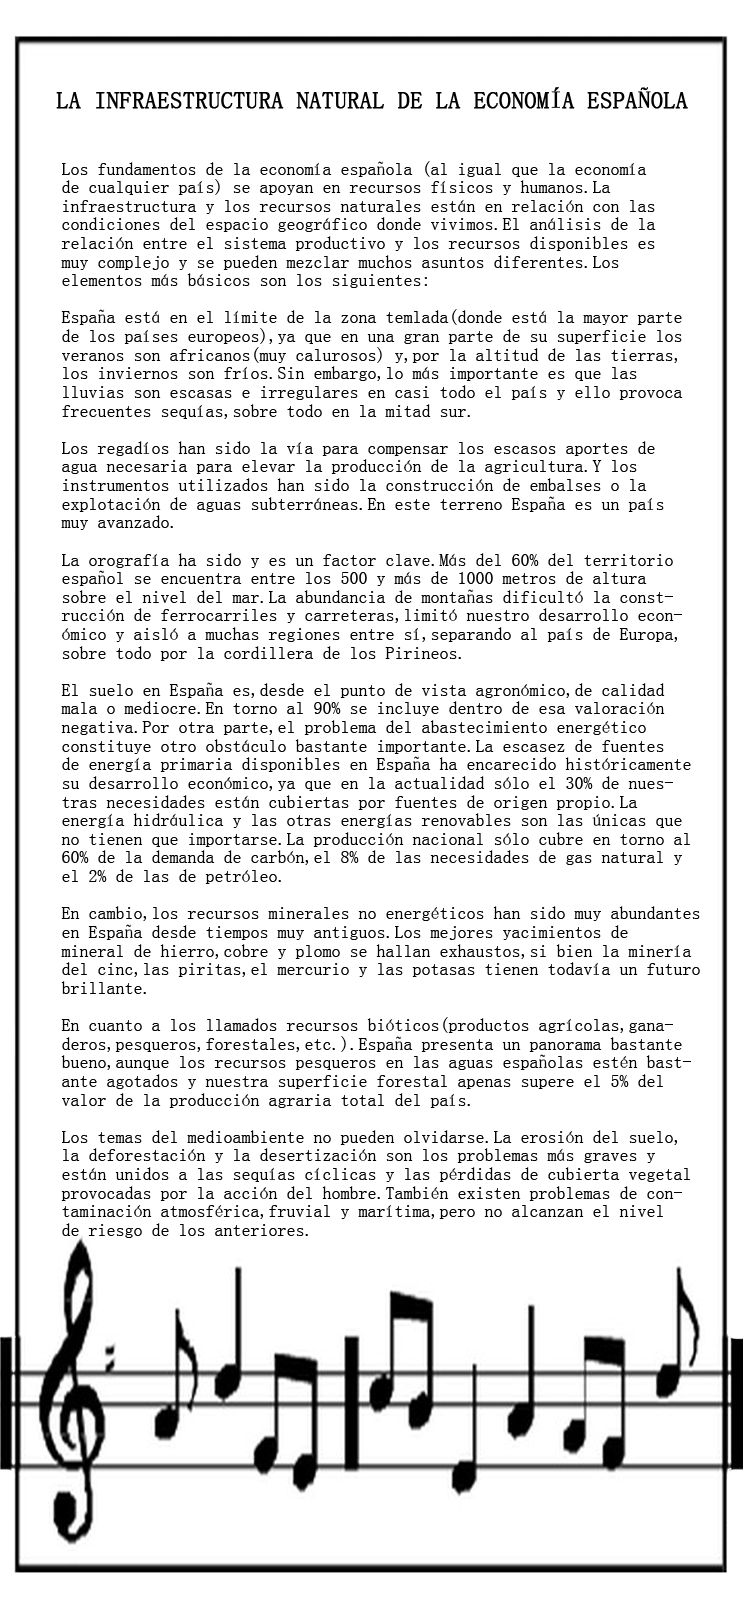 LA INFRAESTRUCTURA NATURAL DE LA ECONOMÍA ESPAÑOLA
Los fundamentos de la economía española (al igual que la economía
de cualquier país) se apoyan en recursos físicos y humanos.La
infraestructura y los recursos naturales están en relación con las
condiciones del espacio geográfico donde vivimos.El análisis de la
relación entre el sistema productivo y los recursos disponibles es
muy complejo y se pueden mezclar muchos asuntos diferentes.Los
elementos más básicos son los siguientes:
España está en el límite de la zona temlada(donde está la mayor parte
de los países europeos),ya que en una gran parte de su superficie los
veranos son africanos(muy calurosos) y,por la altitud de las tierras,
los inviernos son fríos.Sin embargo,lo más importante es que las
lluvias son escasas e irregulares en casi todo el país y ello provoca
frecuentes sequías,sobre todo en la mitad sur.
Los regadíos han sido la vía para compensar los escasos aportes de
agua necesaria para elevar la producción de la agricultura.Y los
instrumentos utilizados han sido la construcción de embalses o la
explotación de aguas subterráneas.En este terreno España es un país
muy avanzado.
La orografía ha sido y es un factor clave.Más del 60% del territorio
español se encuentra entre los 500 y más de 1000 metros de altura
sobre el nivel del mar.La abundancia de montañas dificultó la const-
rucción de ferrocarriles y carreteras,limitó nuestro desarrollo econ-
ómico y aisló a muchas regiones entre sí,separando al país de Europa,
sobre todo por la cordillera de los Pirineos.
El suelo en España es,desde el punto de vista agronómico,de calidad
mala o mediocre.En torno al 90% se incluye dentro de esa valoración
negativa.Por otra parte,el problema del abastecimiento energético
constituye otro obstáculo bastante importante.La escasez de fuentes
de energía primaria disponibles en España ha encarecido históricamente
su desarrollo económico,ya que en la actualidad sólo el 30% de nues-
tras necesidades están cubiertas por fuentes de origen propio.La
energía hidráulica y las otras energías renovables son las únicas que
no tienen que importarse.La producción nacional sólo cubre en torno al
60% de la demanda de carbón,el 8% de las necesidades de gas natural y
el 2% de las de petróleo.
En cambio,los recursos minerales no energéticos han sido muy abundantes
en España desde tiempos muy antiguos.Los mejores yacimientos de
mineral de hierro,cobre y plomo se hallan exhaustos,si bien la minería
del cinc,las piritas,el mercurio y las potasas tienen todavía un futuro
brillante.
En cuanto a los llamados recursos bióticos(productos agrícolas,gana-
deros,pesqueros,forestales,etc.).España presenta un panorama bastante
bueno,aunque los recursos pesqueros en las aguas españolas estén bast-
ante agotados y nuestra superficie forestal apenas supere el 5% del
valor de la producción agraria total del país.
Los temas del medioambiente no pueden olvidarse.La erosión del suelo,
la deforestación y la desertización son los problemas más graves y
están unidos a las sequías cíclicas y las pérdidas de cubierta vegetal
provocadas por la acción del hombre.También existen problemas de con-
taminación atmosférica,fruvial y marítima,pero no alcanzan el nivel
de riesgo de los anteriores.